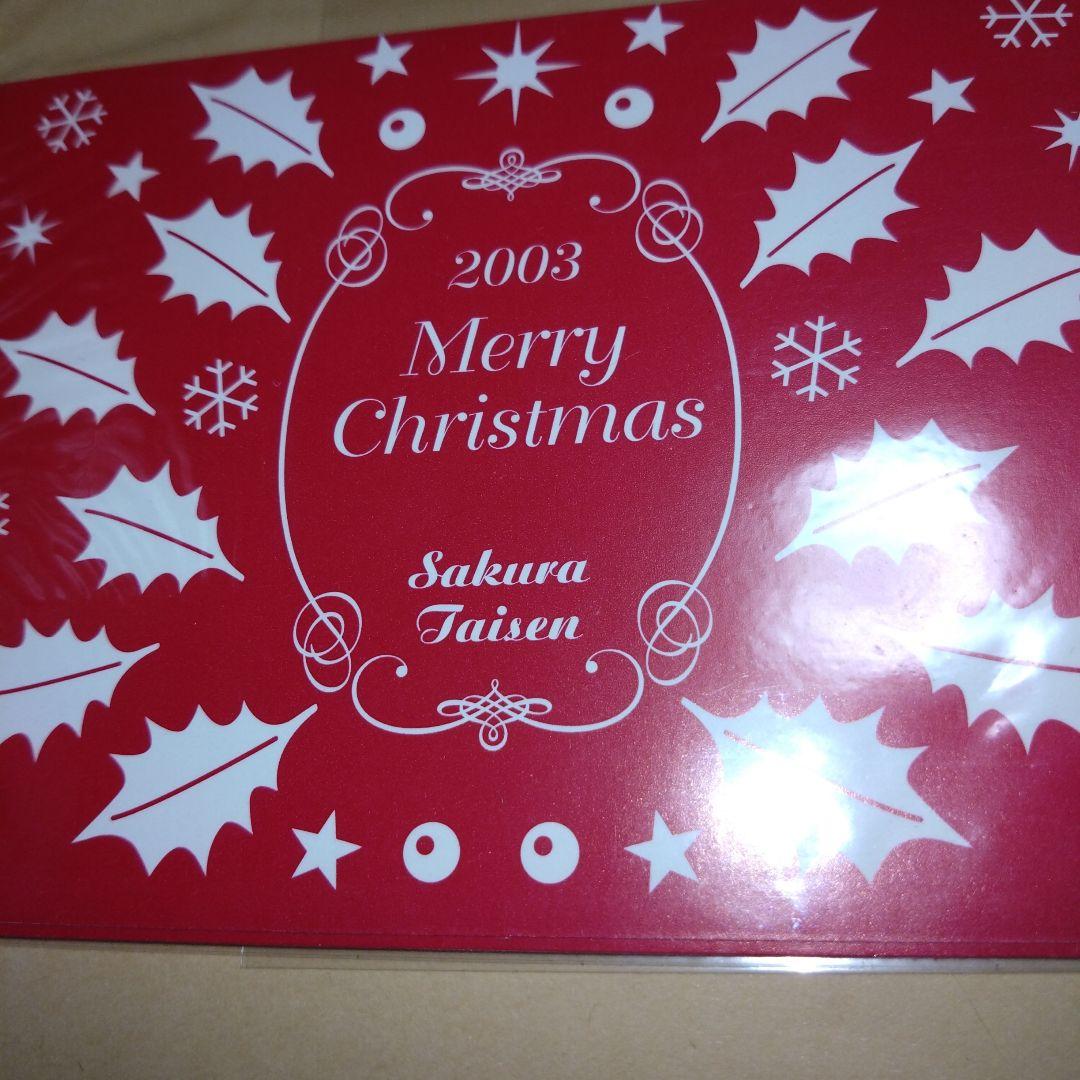 2003
Merry
Christmas
Sakura
Taisen